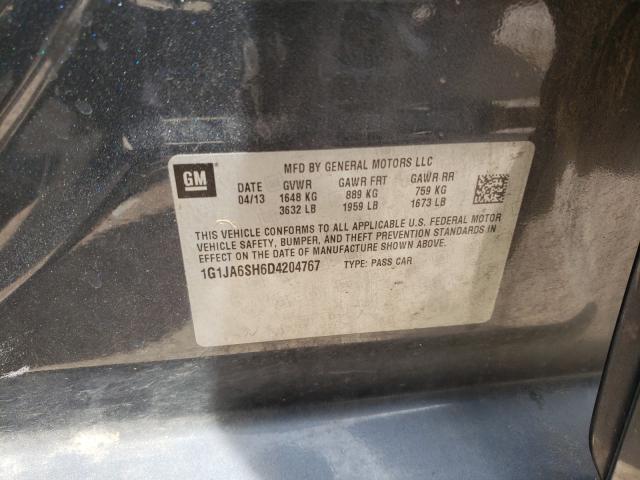 GM
MFD BY GENERAL MOTORS LLC
DATE GVWR GAWR FRT GAWR RR
04/13 1648 KG 889 KG 759 KG
3632 LB 1959 LB 1673 LB
THIS VEHICLE CONFORMS TO ALL APPLICABLE U.S. FEDERAL MOTOR
VEHICLE SAFETY, BUMPER, AND THEFT PREVENTION STANDARDS IN
EFFECT ON THE DATE OF MANUFACTURE SHOWN ABOVE.
1G1JA6SH6D4204767 TYPE: PASS CAR